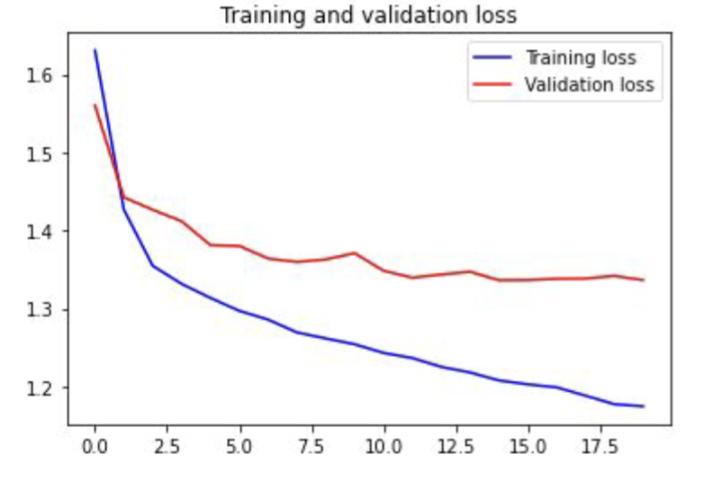 Training and validation loss
Training loss
Validation loss
1.6
1.5
1.4
1.3
1.2
0.0 2.5 5.0 7.5 10.0 12.5 15.0 17.5